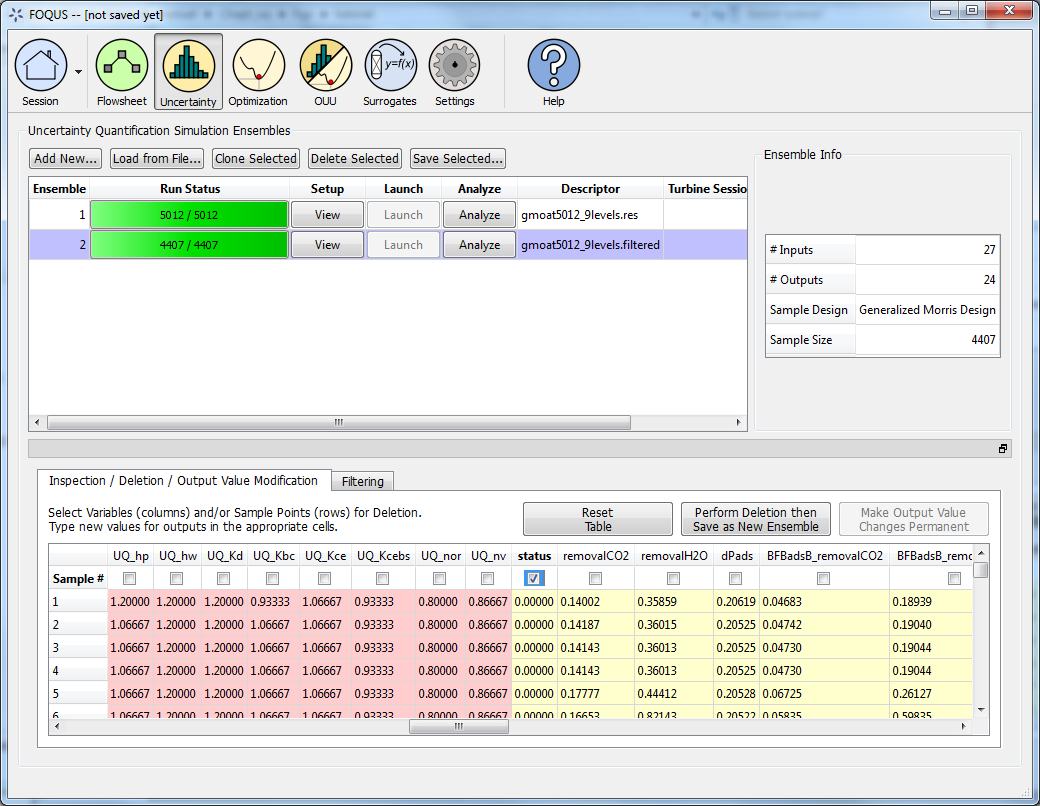 FOQUS -- [not saved yet]
Session Flowsheet Uncertainty Optimization OUU y=f(x) Surrogates Settings Help
Uncertainty Quantification Simulation Ensembles
Add New... Load from File... Clone Selected Delete Selected Save Selected...
Ensemble Run Status Setup Launch Analyze Descriptor Turbine Sessio
1 5012 / 5012 View Launch Analyze gmoat5012_9levels.res
2 4407 / 4407 View Launch Analyze gmoat5012_9levels.filtered
Ensemble Info
# Inputs 27
# Outputs 24
Sample Design Generalized Morris Design
Sample Size 4407
Inspection / Deletion / Output Value Modification Filtering
Select Variables (columns) and/or Sample Points (rows) for Deletion.
Type new values for outputs in the appropriate cells.
Reset Table
Perform Deletion then Save as New Ensemble
Make Output Value Changes Permanent
UQ_hp UQ_hw UQ_Kd UQ_Kbc UQ_Kce UQ_Kcebs UQ_nor UQ_nv status removalCO2 removalH2O dPads BFBadsB_removalCO2 BFBadsB_remo
Sample #
1 1.20000 1.20000 1.20000 0.93333 1.06667 0.93333 0.80000 0.86667 0.00000 0.14002 0.35859 0.20619 0.04683 0.18939
2 1.06667 1.20000 1.20000 1.06667 1.06667 0.93333 0.80000 0.86667 0.00000 0.14187 0.36015 0.20525 0.04742 0.19040
3 1.06667 1.20000 1.20000 1.06667 1.06667 0.93333 0.80000 0.86667 0.00000 0.14143 0.36013 0.20525 0.04730 0.19044
4 1.06667 1.20000 1.20000 1.06667 1.06667 0.93333 0.80000 0.86667 0.00000 0.14143 0.36013 0.20525 0.04730 0.19044
5 1.06667 1.20000 1.20000 1.06667 1.06667 0.93333 0.80000 0.86667 0.00000 0.17777 0.44412 0.20528 0.06725 0.26127
6 1.06667 1.20000 1.20000 1.06667 1.06667 0.93333 0.80000 0.86667 0.00000 0.16653 0.82143 0.20522 0.05835 0.59835